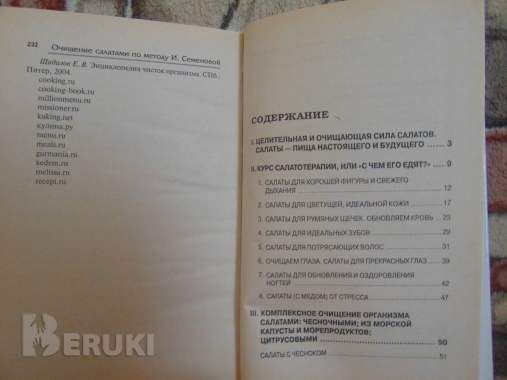 232 Очищение салатами по методу И. Семеновой
Шадилов Е. В. Энциклопедия чисток организма. СПб.:
Питер, 2004.
cooking.ru
cooking-book.ru
millionmenu.ru
missioner.ru
kuking.net
кулина.ру
menu.ru
meals.ru
gurmania.ru
kedem.ru
melissa.ru
recept.ru
BERUKI
СОДЕРЖАНИЕ
I. ЦЕЛИТЕЛЬНАЯ И ОЧИЩАЮЩАЯ СИЛА САЛАТОВ.
САЛАТЫ — ПИЩА НАСТОЯЩЕГО И БУДУЩЕГО 3
II. КУРС САЛАТОТЕРАПИИ, ИЛИ «С ЧЕМ ЕГО ЕДЯТ?» 9
1. САЛАТЫ ДЛЯ ХОРОШЕЙ ФИГУРЫ И СВЕЖЕГО
ДЫХАНИЯ 12
2. САЛАТЫ ДЛЯ ЦВЕТУЩЕЙ, ИДЕАЛЬНОЙ КОЖИ 17
3. САЛАТЫ ДЛЯ РУМЯНЫХ ЩЕЧЕК. ОБНОВЛЯЕМ КРОВЬ 23
4. САЛАТЫ ДЛЯ ИДЕАЛЬНЫХ ЗУБОВ 29
5. САЛАТЫ ДЛЯ ПОТРЯСАЮЩИХ ВОЛОС 31
6. ОЧИЩАЕМ ГЛАЗА. САЛАТЫ ДЛЯ ПРЕКРАСНЫХ ГЛАЗ 39
7. САЛАТЫ ДЛЯ ОБНОВЛЕНИЯ И ОЗДОРОВЛЕНИЯ
НОГТЕЙ 42
8. САЛАТЫ (С МЕДОМ) ОТ СТРЕССА 47
III. КОМПЛЕКСНОЕ ОЧИЩЕНИЕ ОРГАНИЗМА
САЛАТАМИ: ЧЕСНОЧНЫМИ; ИЗ МОРСКОЙ
КАПУСТЫ И МОРЕПРОДУКТОВ;
ЦИТРУСОВЫМИ 50
САЛАТЫ С ЧЕСНОКОМ 51